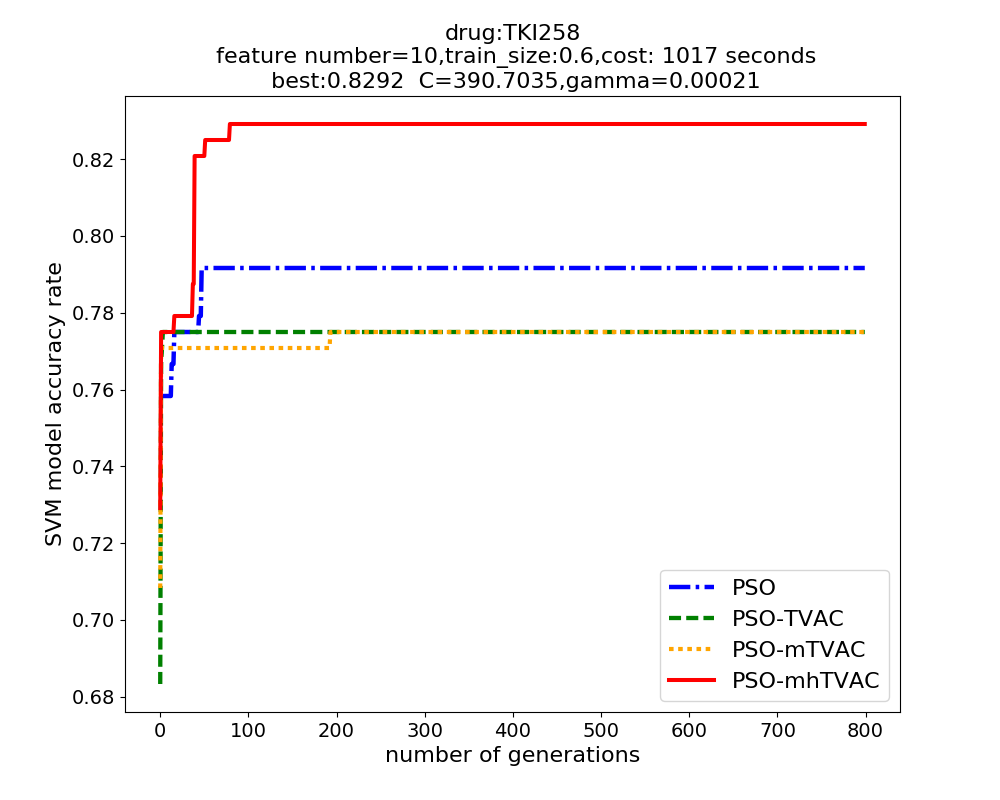 drug:TKI258
feature number=10,train_size:0.6,cost: 1017 seconds
best:0.8292  C=390.7035,gamma=0.00021
SVM model accuracy rate
0.82
0.80
0.78
0.76
0.74
0.72
0.70
0.68
PSO
PSO-TVAC
PSO-mTVAC
PSO-mhTVAC
0 100 200 300 400 500 600 700 800
number of generations